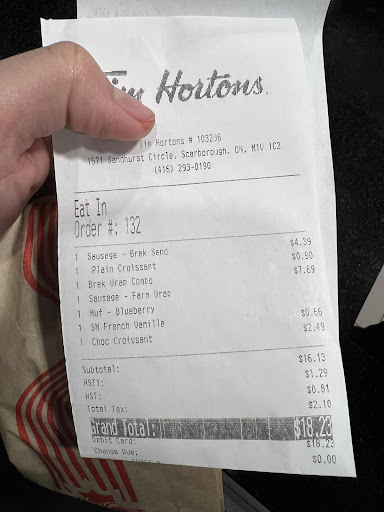 Tim Hortons.
Tim Hortons # 103236
1571 Sandhurst Circle, Scarborough, ON, M1V 1C2
(416) 293-0190
Eat In
Order #: 132
1 Sausage - Brek Sand $4.39
1 Plain Croissant $0.90
1 Brek Wrap Combo $7.69
1 Sausage - Farm Wrap
1 Muf - Blueberry
1 SM French Vanille $0.66
1 Choc Croissant $2.49
Subtotal: $16.13
HST1: $1.29
HST: $0.81
Total Tax: $2.10
Grand Total: $18.23
Debit Card: $18.23
Change Due: $0.00